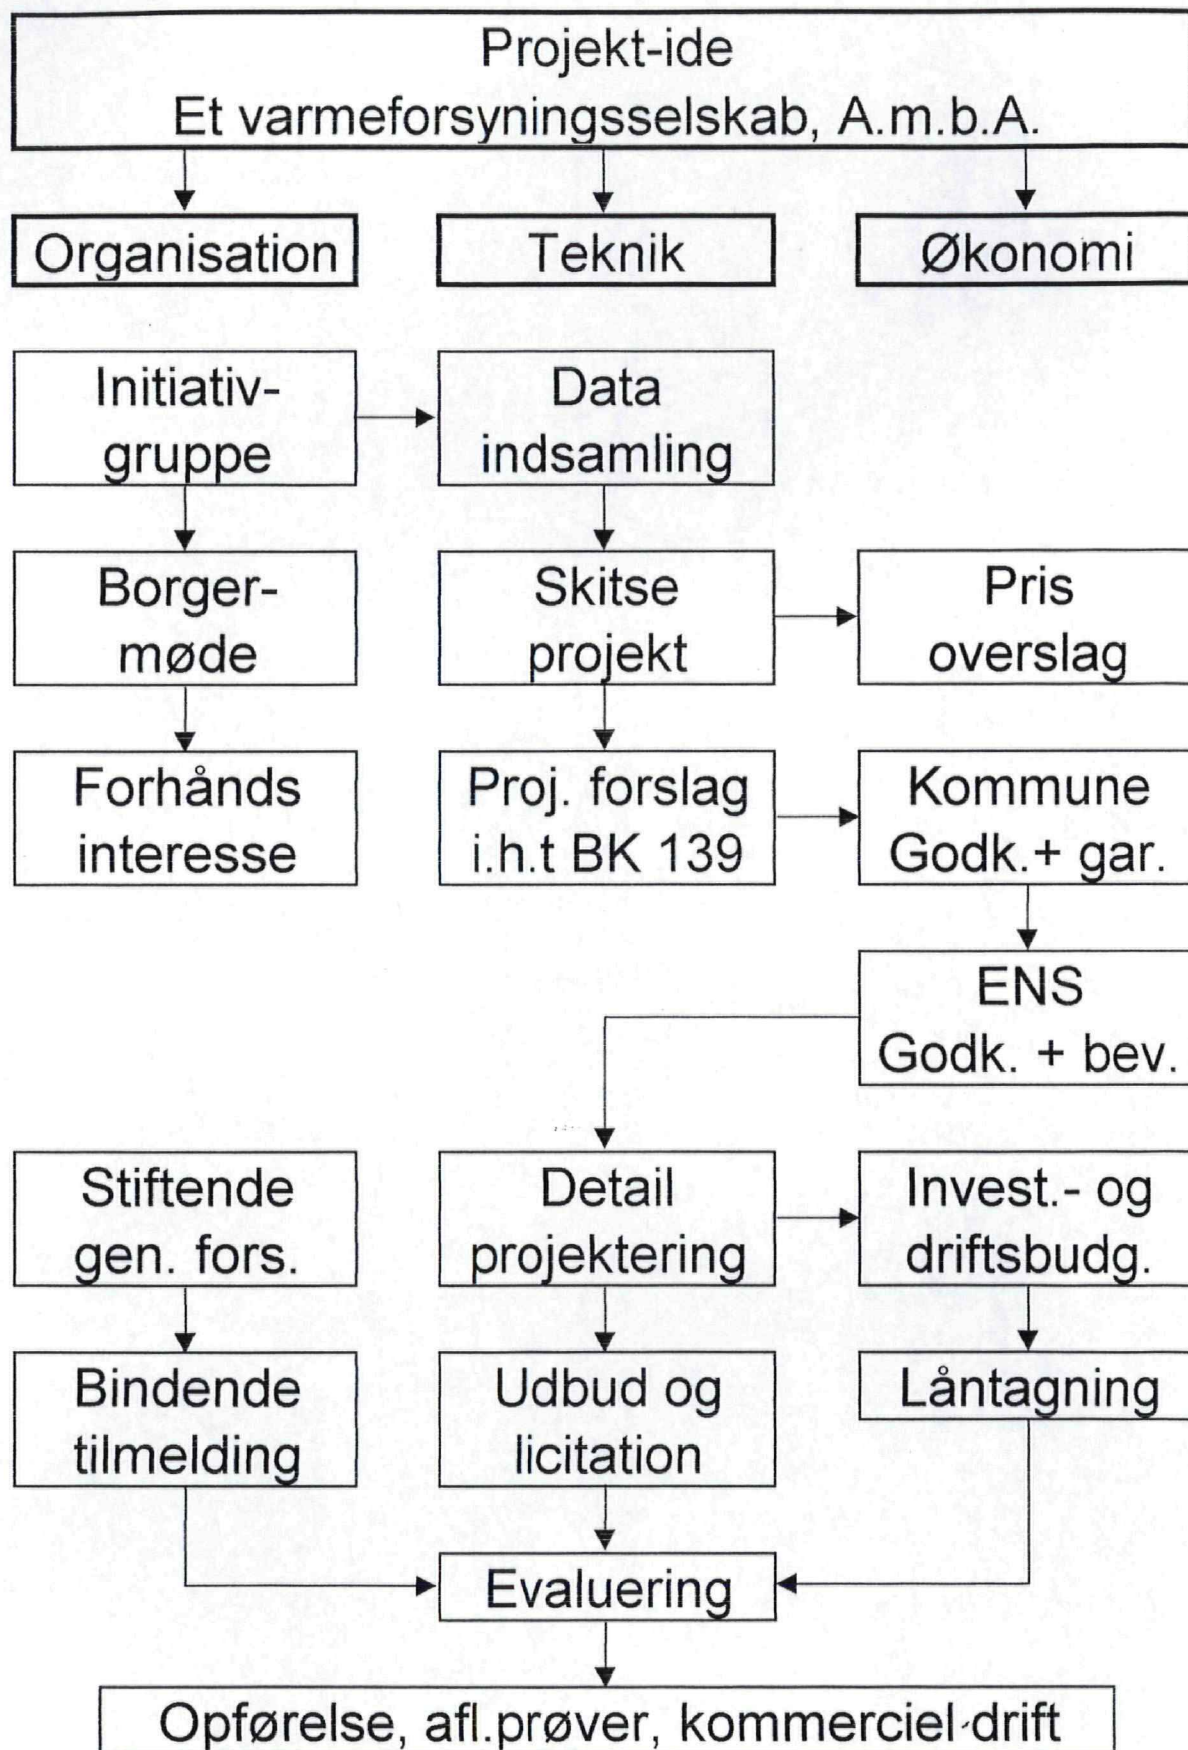 Projekt-ide
Et varmeforsyningsselskab, A.m.b.A.
Organisation
Teknik
Økonomi
Initiativ-
gruppe
Data
indsamling
Borger-
møde
Skitse
projekt
Pris
overslag
Forhånds
interesse
Proj. forslag
i.h.t BK 139
Kommune
Godk.+ gar.
ENS
Godk. + bev.
Stiftende
gen. fors.
Detail
projektering
Invest.- og
driftsbudg.
Bindende
tilmelding
Udbud og
licitation
Låntagning
Evaluering
Opførelse, afl.prøver, kommerciel drift